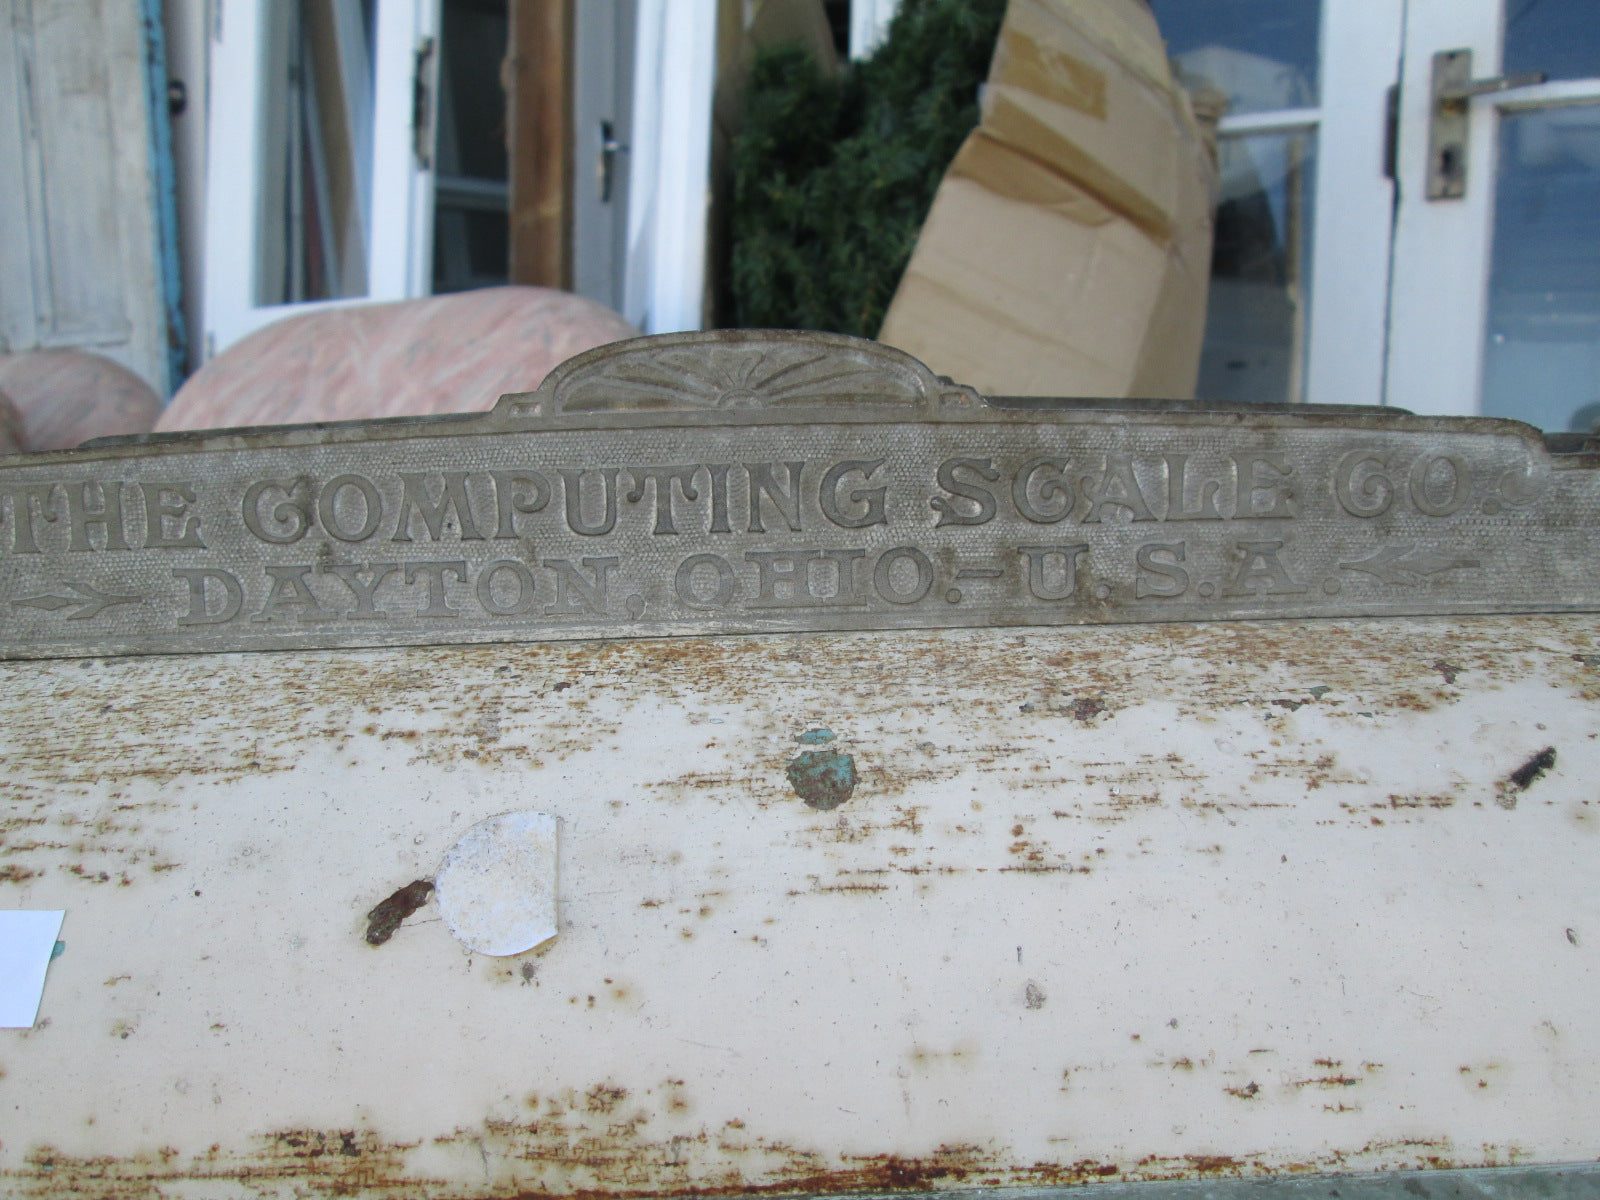 THE COMPUTING SCALE CO.
DAYTON, OHIO.-U.S.A.